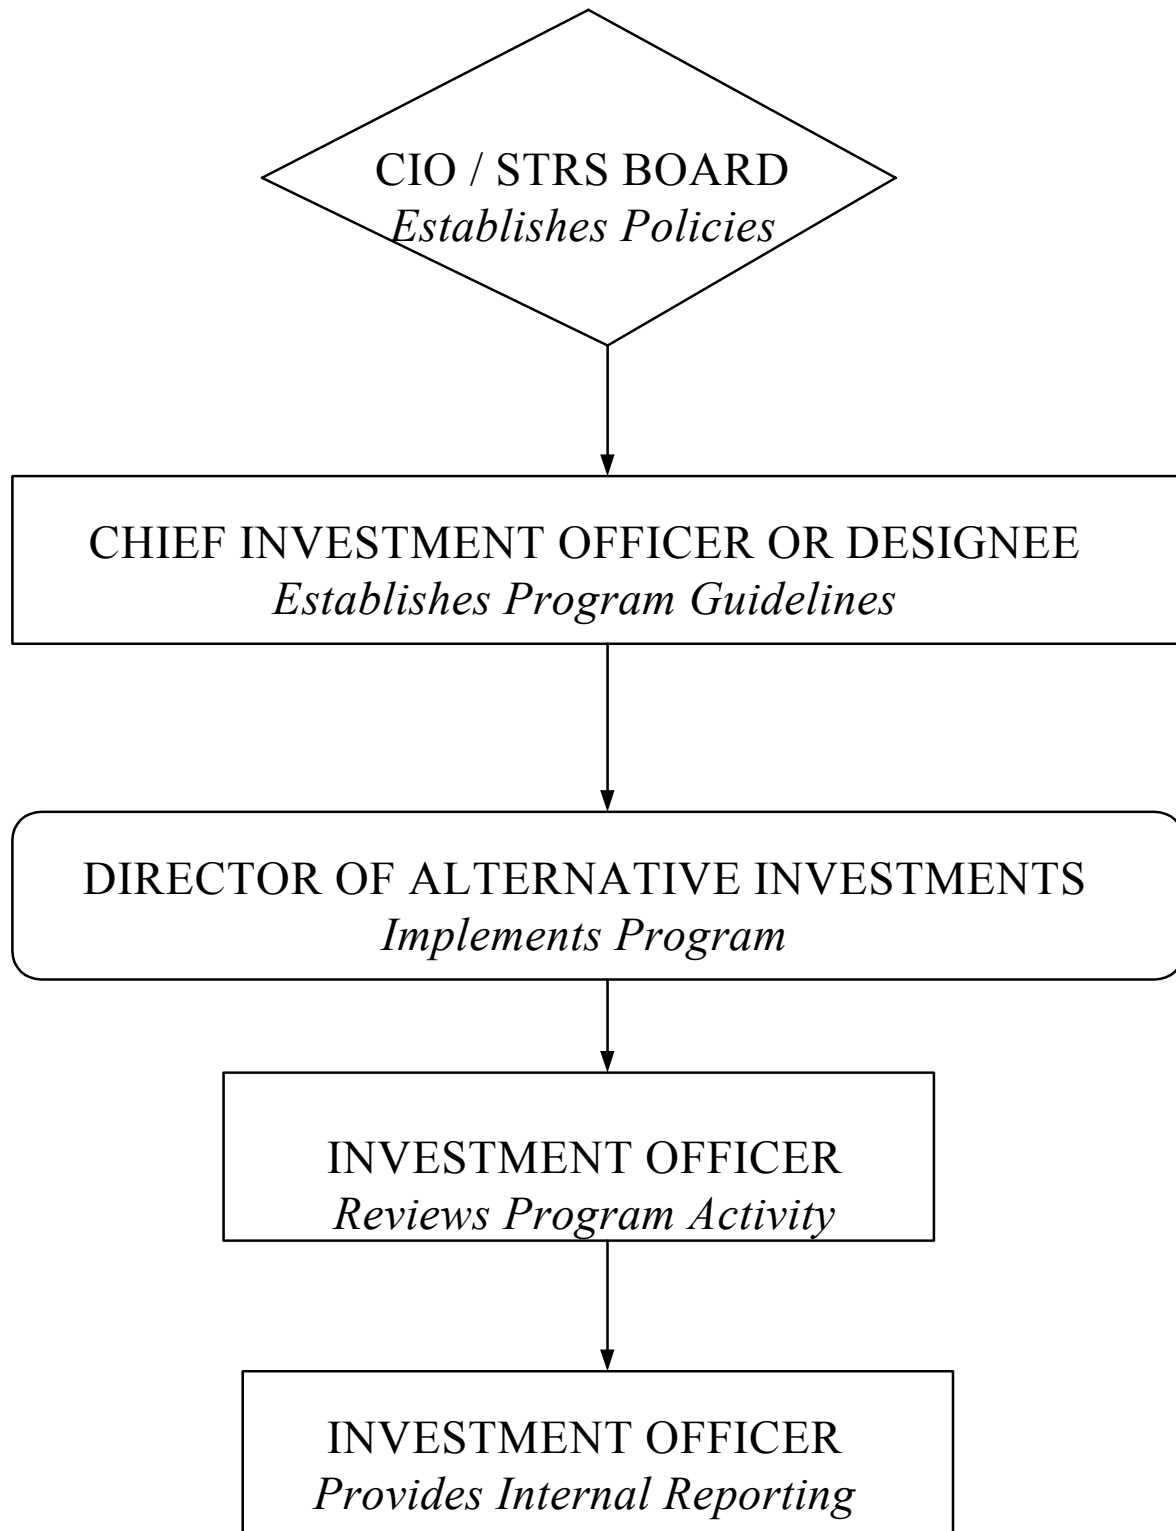 CIO / STRS BOARD
Establishes Policies
CHIEF INVESTMENT OFFICER OR DESIGNEE
Establishes Program Guidelines
DIRECTOR OF ALTERNATIVE INVESTMENTS
Implements Program
INVESTMENT OFFICER
Reviews Program Activity
INVESTMENT OFFICER
Provides Internal Reporting